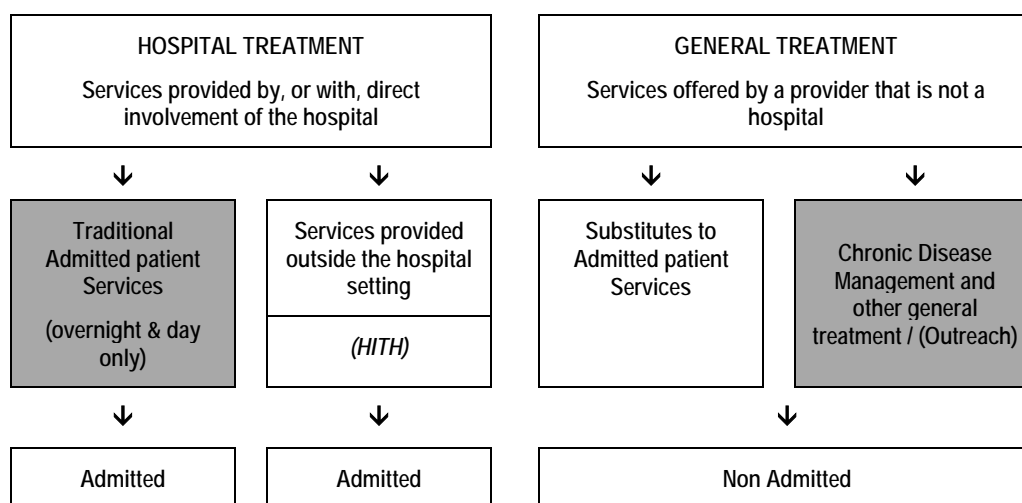 HOSPITAL TREATMENT
Services provided by, or with, direct
involvement of the hospital
GENERAL TREATMENT
Services offered by a provider that is not a
hospital
Traditional
Admitted patient
Services
(overnight & day
only)
Services provided
outside the hospital
setting
(HITH)
Substitutes to
Admitted patient
Services
Chronic Disease
Management and
other general
treatment / (Outreach)
Admitted
Admitted
Non Admitted